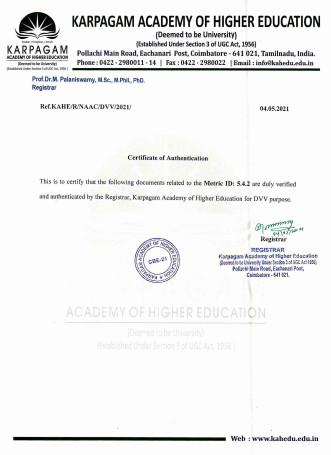 KARPAGAM ACADEMY OF HIGHER EDUCATION
(Deemed to be University)
(Established Under Section 3 of UGC Act, 1956)
Pollachi Main Road, Eachanari Post, Coimbatore - 641 021, Tamilnadu, India.
Phone : 0422 - 2980011 - 14 | Fax : 0422 - 2980022 | Email : info@kahedu.edu.in
KARPAGAM
ACADEMY OF HIGHER EDUCATION
(Deemed to be University)
(Established Under Section 3 of UGC Act, 1956)
Prof.Dr.M. Palaniswamy, M.Sc., M.Phil., PhD.
Registrar
Ref.KAHE/R/NAAC/DVV/2021/
04.05.2021
Certificate of Authentication
This is to certify that the following documents related to the Metric ID: 5.4.2 are duly verified
and authenticated by the Registrar, Karpagam Academy of Higher Education for DVV purpose.
Registrar
REGISTRAR
Karpagam Academy of Higher Education
(Deemed to be University Under Section 3 of UGC Act 1956)
Pollachi Main Road, Eachanari Post,
Coimbatore - 641 021.
KARPAGAM ACADEMY OF HIGHER EDUCATION
CBE-21
ACADEMY OF HIGHER EDUCATION
(Deemed to be University)
(Established Under Section 3 of UGC Act, 1956 )
Web : www.kahedu.edu.in